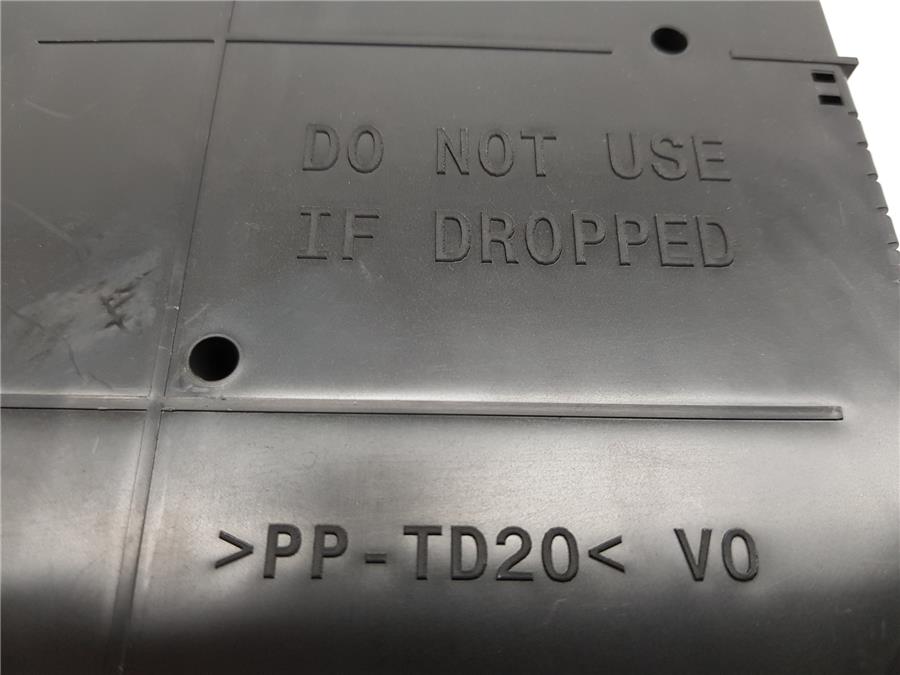 DO NOT USE
IF DROPPED
>PP-TD20< V0